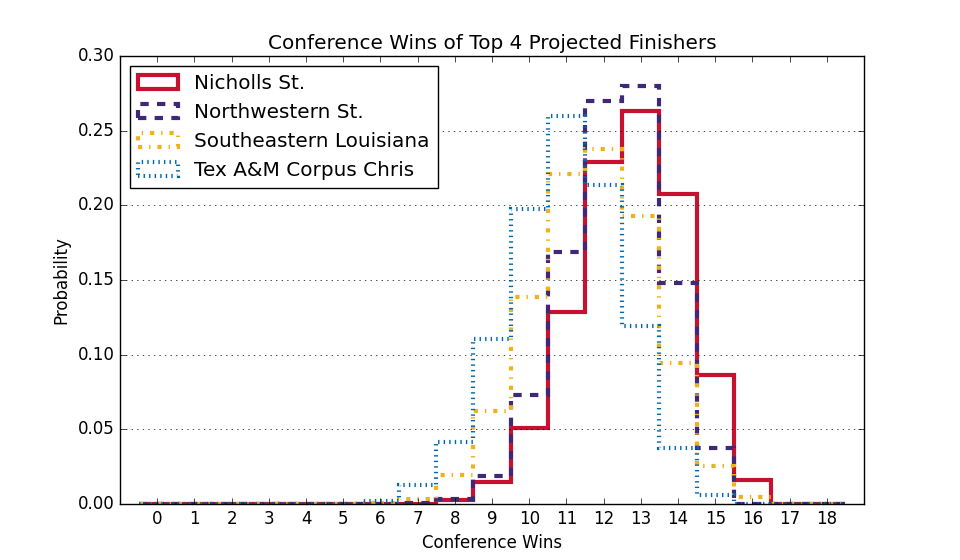 Conference Wins of Top 4 Projected Finishers
Nicholls St.
Northwestern St.
Southeastern Louisiana
Tex A&M Corpus Chris
0.30
0.25
0.20
0.15
0.10
0.05
0.00
Probability
0 1 2 3 4 5 6 7 8 9 10 11 12 13 14 15 16 17 18
Conference Wins